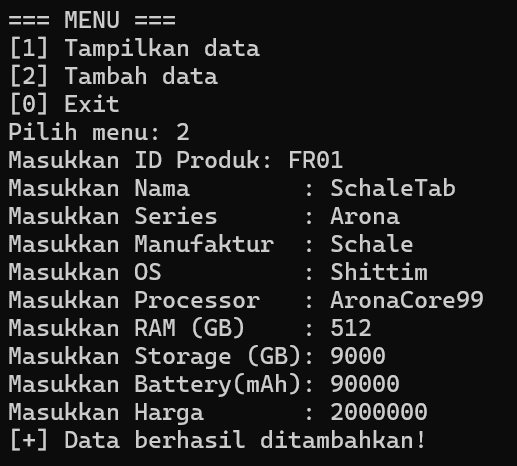 === MENU ===
[1] Tampilkan data
[2] Tambah data
[0] Exit
Pilih menu: 2
Masukkan ID Produk: FR01
Masukkan Nama        : SchaleTab
Masukkan Series      : Arona
Masukkan Manufaktur  : Schale
Masukkan OS          : Shittim
Masukkan Processor   : AronaCore99
Masukkan RAM (GB)    : 512
Masukkan Storage (GB): 9000
Masukkan Battery(mAh): 90000
Masukkan Harga       : 2000000
[+] Data berhasil ditambahkan!